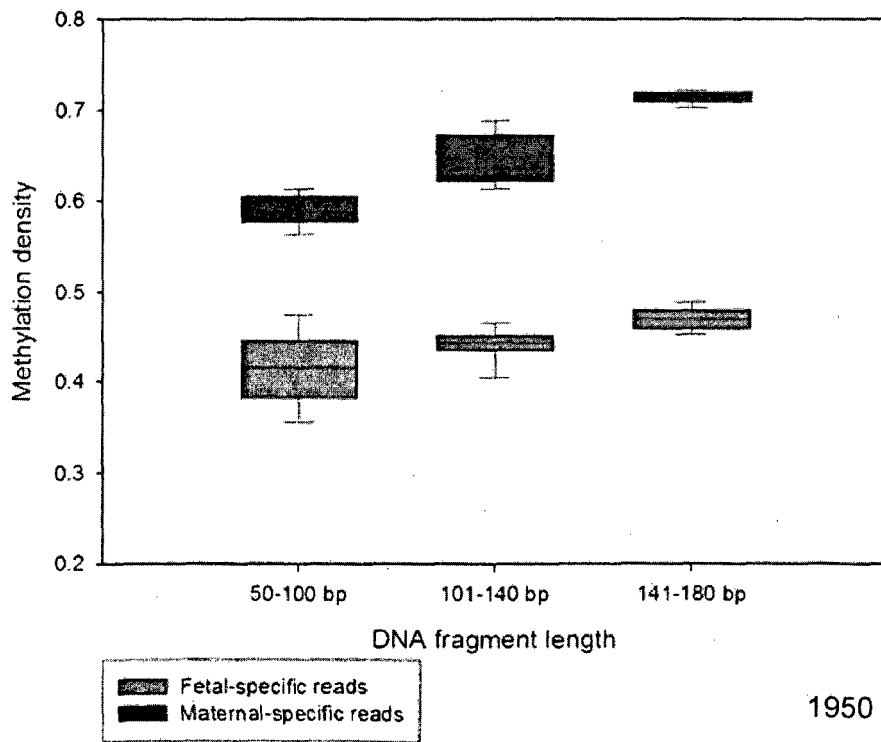 0.8
0.7
0.6
0.5
0.4
0.3
0.2
Methylation density
50-100 bp
101-140 bp
141-180 bp
DNA fragment length
Fetal-specific reads
Maternal-specific reads
1950